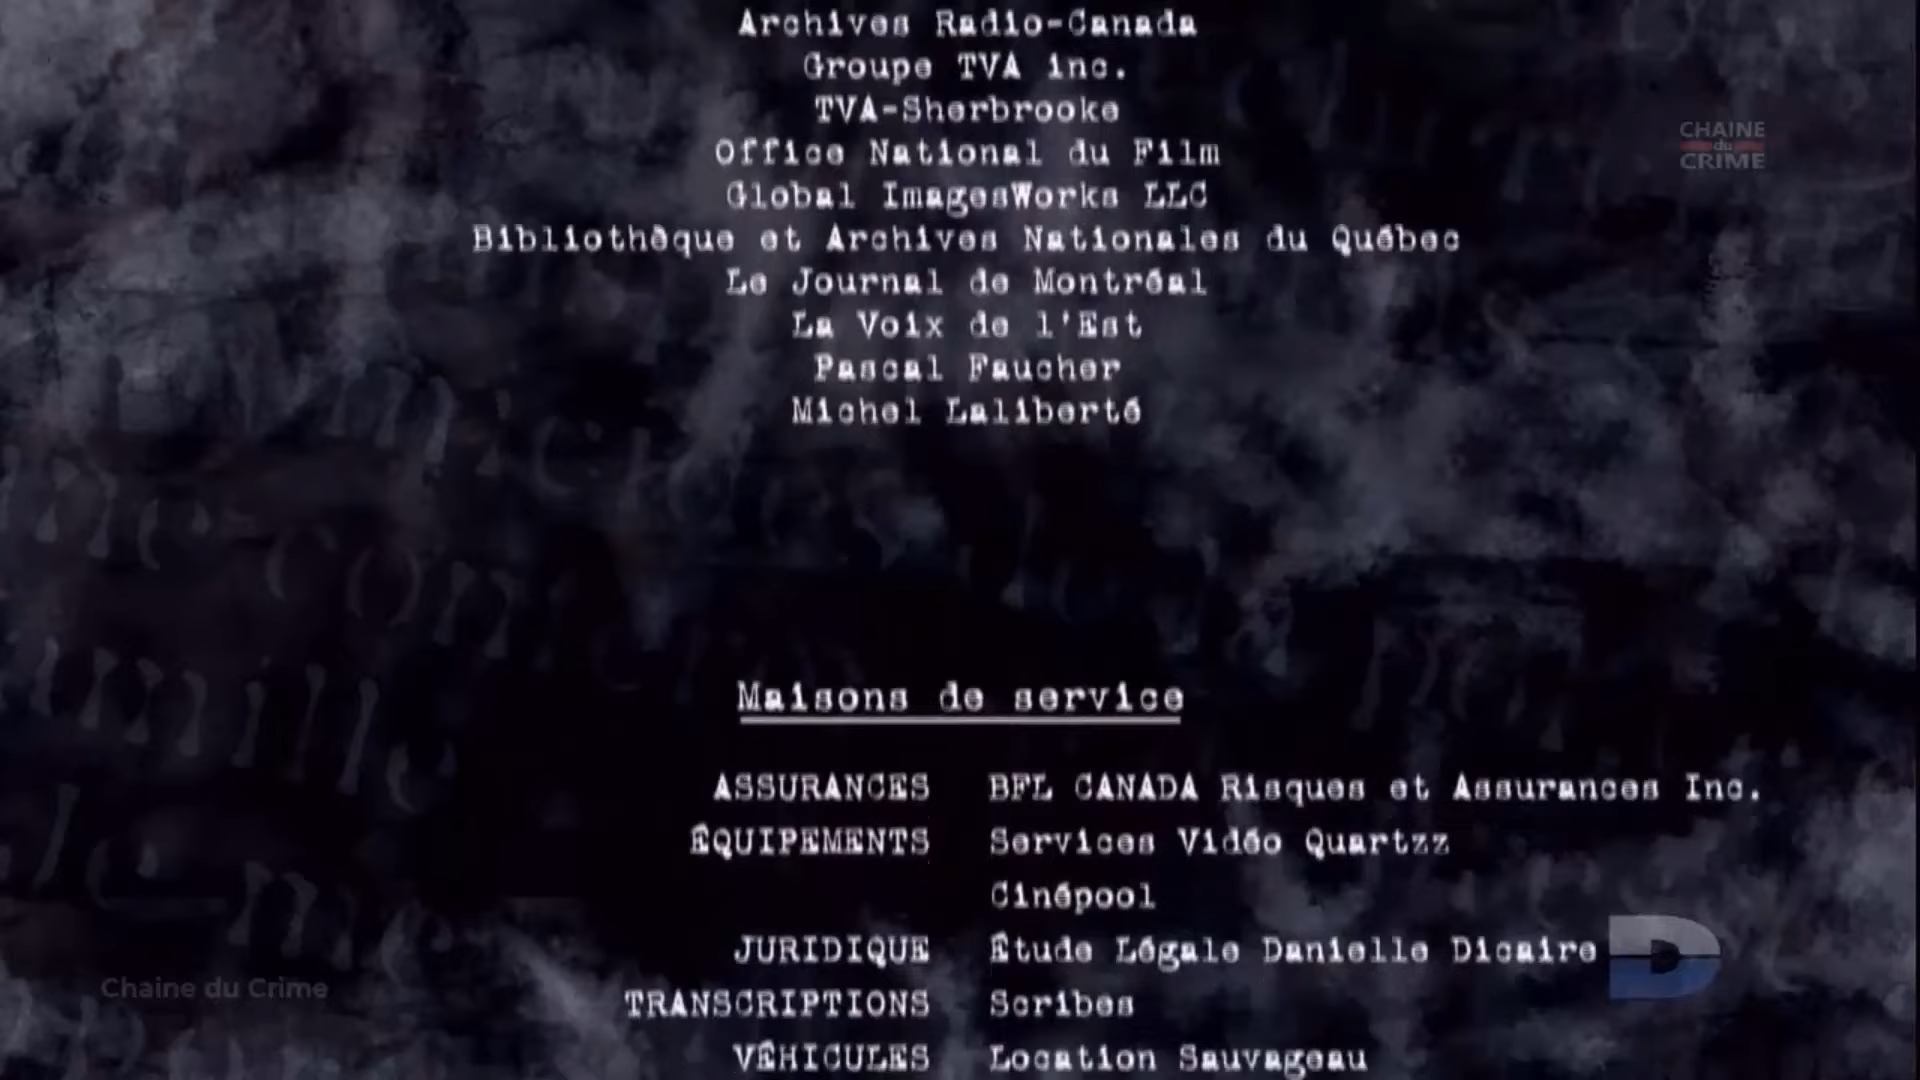 Archives Radio-Canada
Groupe TVA inc.
TVA-Sherbrooke
Office National du Film
Global ImagesWorks LLC
Bibliothèque et Archives Nationales du Québec
Le Journal de Montréal
La Voix de l'Est
Pascal Faucher
Michel Laliberté
CHAINE
du
CRIME
Maisons de service
ASSURANCES BFL CANADA Risques et Assurances Inc.
ÉQUIPEMENTS Services Vidéo Quartzz
Cinépool
JURIDIQUE Étude Légale Danielle Dicaire
TRANSCRIPTIONS Scribes
VÉHICULES Location Sauvageau
D
Chaine du Crime